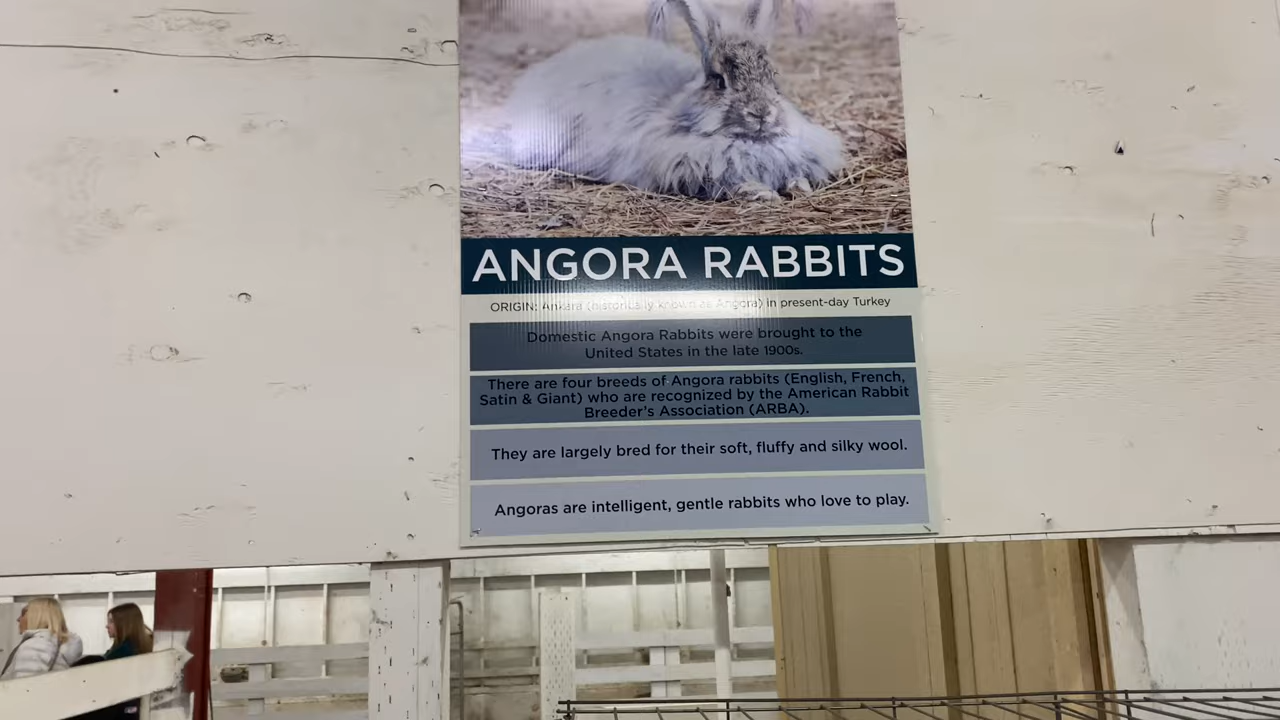 ANGORA RABBITS
ORIGIN: Ankara (historically known as Angora) in present-day Turkey
Domestic Angora Rabbits were brought to the
United States in the late 1900s.
There are four breeds of Angora rabbits (English, French,
Satin & Giant) who are recognized by the American Rabbit
Breeder's Association (ARBA).
They are largely bred for their soft, fluffy and silky wool.
Angoras are intelligent, gentle rabbits who love to play.